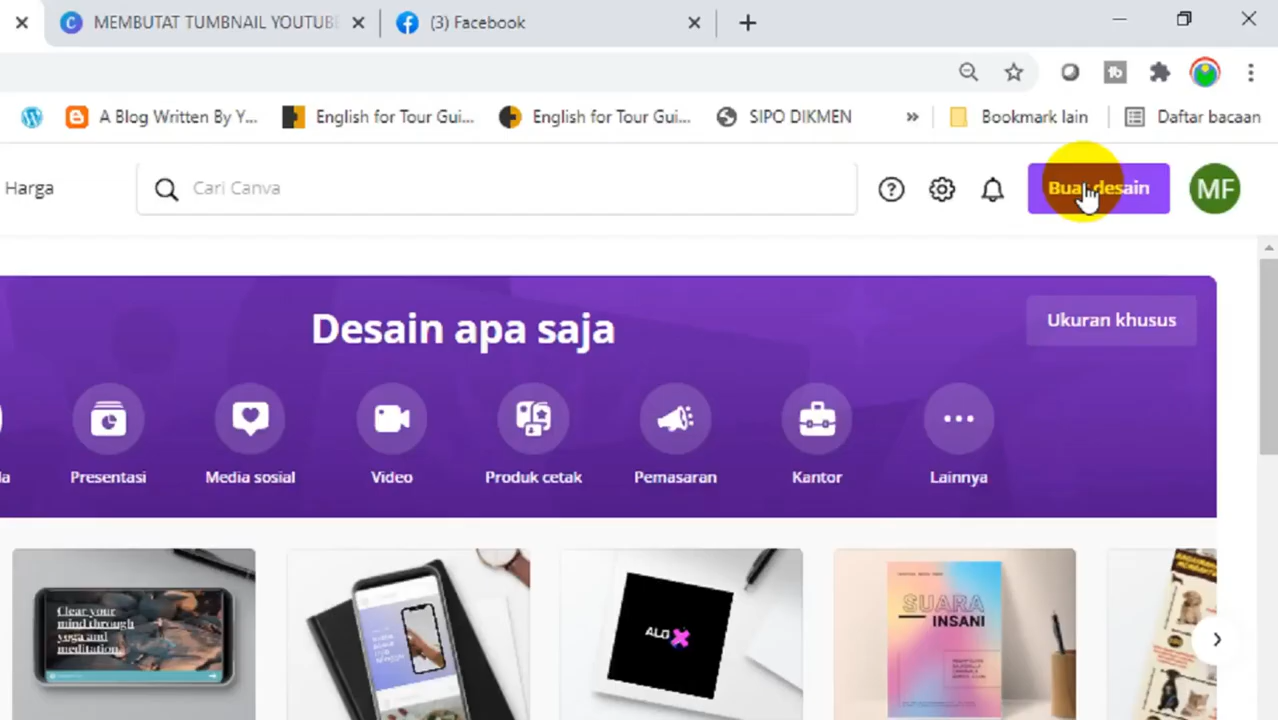 MEMBUTAT TUMBNAIL YOUTUBE
(3) Facebook
A Blog Written By Y...
English for Tour Gui...
English for Tour Gui...
SIPO DIKMEN
Bookmark lain
Daftar bacaan
Harga
Cari Canva
Buat desain
MF
Desain apa saja
Ukuran khusus
Presentasi
Media sosial
Video
Produk cetak
Pemasaran
Kantor
Lainnya
Clear your
mind through
yoga and
meditation
ALO
SUARA
INSANI